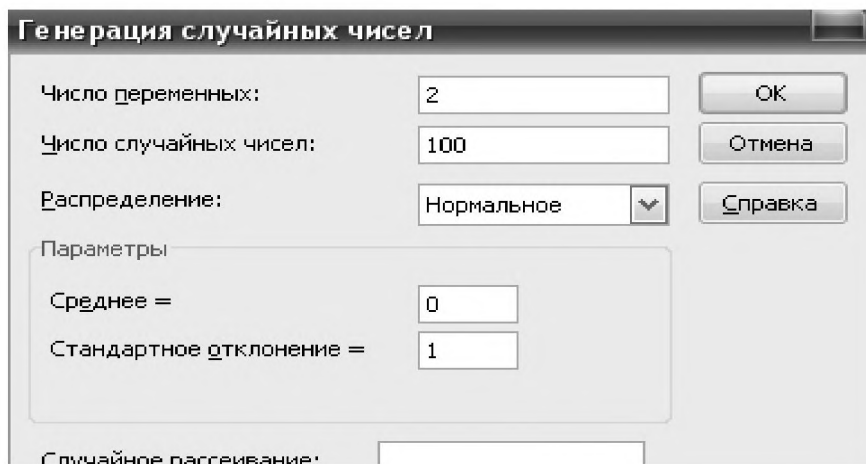 Генерация случайных чисел
Число переменных: 2 OK
Число случайных чисел: 100 Отмена
Распределение: Нормальное Справка
Параметры
Среднее = 0
Стандартное отклонение = 1
Случайное рассеивание: